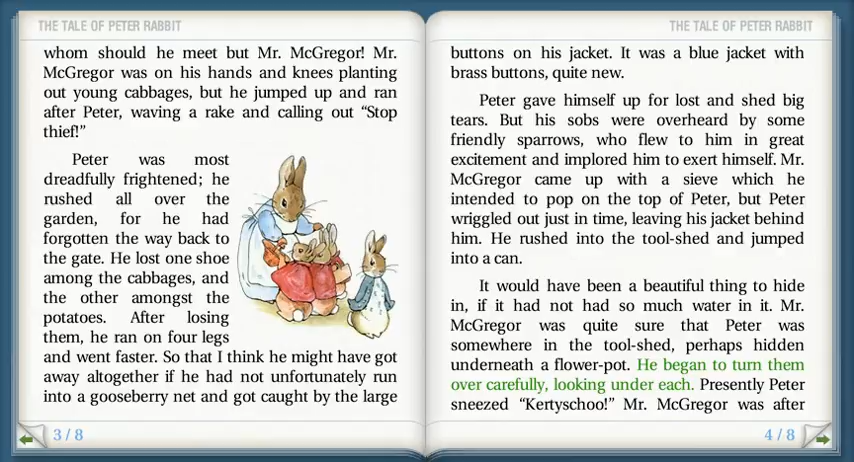 THE TALE OF PETER RABBIT
whom should he meet but Mr. McGregor! Mr.
McGregor was on his hands and knees planting
out young cabbages, but he jumped up and ran
after Peter, waving a rake and calling out “Stop
thief!”
Peter was most
dreadfully frightened; he
rushed all over the
garden, for he had
forgotten the way back to
the gate. He lost one shoe
among the cabbages, and
the other amongst the
potatoes. After losing
them, he ran on four legs
and went faster. So that I think he might have got
away altogether if he had not unfortunately run
into a gooseberry net and got caught by the large
3 / 8
THE TALE OF PETER RABBIT
buttons on his jacket. It was a blue jacket with
brass buttons, quite new.
Peter gave himself up for lost and shed big
tears. But his sobs were overheard by some
friendly sparrows, who flew to him in great
excitement and implored him to exert himself. Mr.
McGregor came up with a sieve which he
intended to pop on the top of Peter, but Peter
wriggled out just in time, leaving his jacket behind
him. He rushed into the tool-shed and jumped
into a can.
It would have been a beautiful thing to hide
in, if it had not had so much water in it. Mr.
McGregor was quite sure that Peter was
somewhere in the tool-shed, perhaps hidden
underneath a flower-pot. He began to turn them
over carefully, looking under each. Presently Peter
sneezed “Kertyschoo!” Mr. McGregor was after
4 / 8